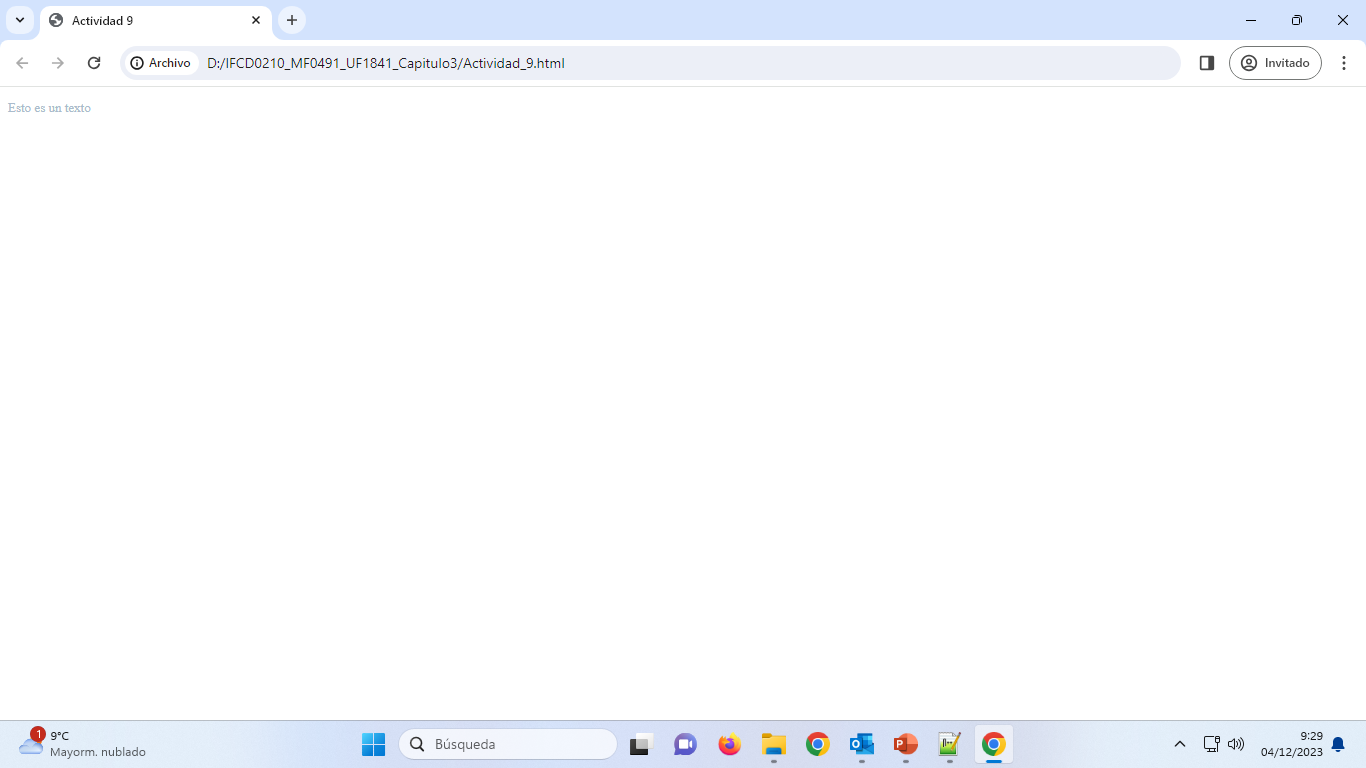 Actividad 9
Archivo
D:/IFCD0210_MF0491_UF1841_Capitulo3/Actividad_9.html
Invitado
Esto es un texto
1
9°C
Mayorm. nublado
Búsqueda
9:29
04/12/2023